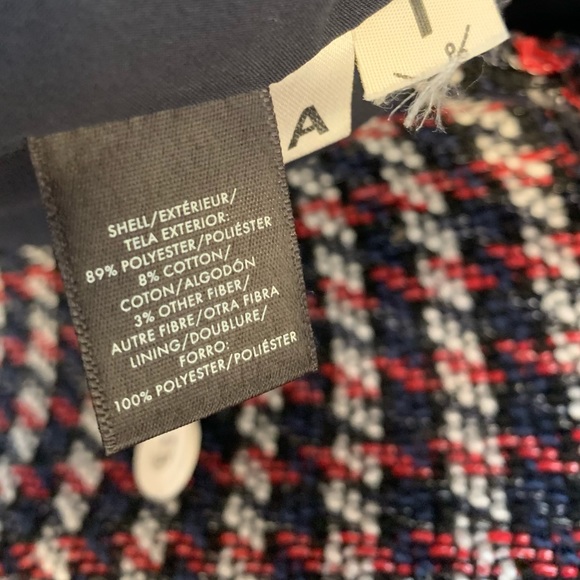 A
SHELL/EXTÉRIEUR/
TELA EXTERIOR:
89% POLYESTER/POLIÉSTER
8% COTTON/
COTON/ALGODÓN
3% OTHER FIBER/
AUTRE FIBRE/OTRA FIBRA
LINING/DOUBLURE/
FORRO:
100% POLYESTER/POLIÉSTER